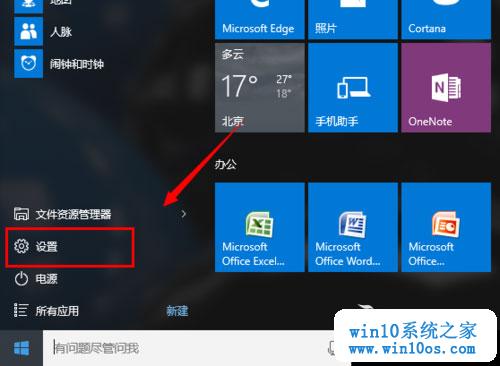 地图
人脉
闹钟和时钟
Microsoft Edge
照片
Cortana
多云
17°
27°
18°
北京
手机助手
OneNote
办公
Microsoft
Office Excel...
Microsoft
Office Word...
Microsoft
Office...
文件资源管理器
设置
电源
所有应用
新建
有问题尽管问我
win10系统之家
www.win10os.com